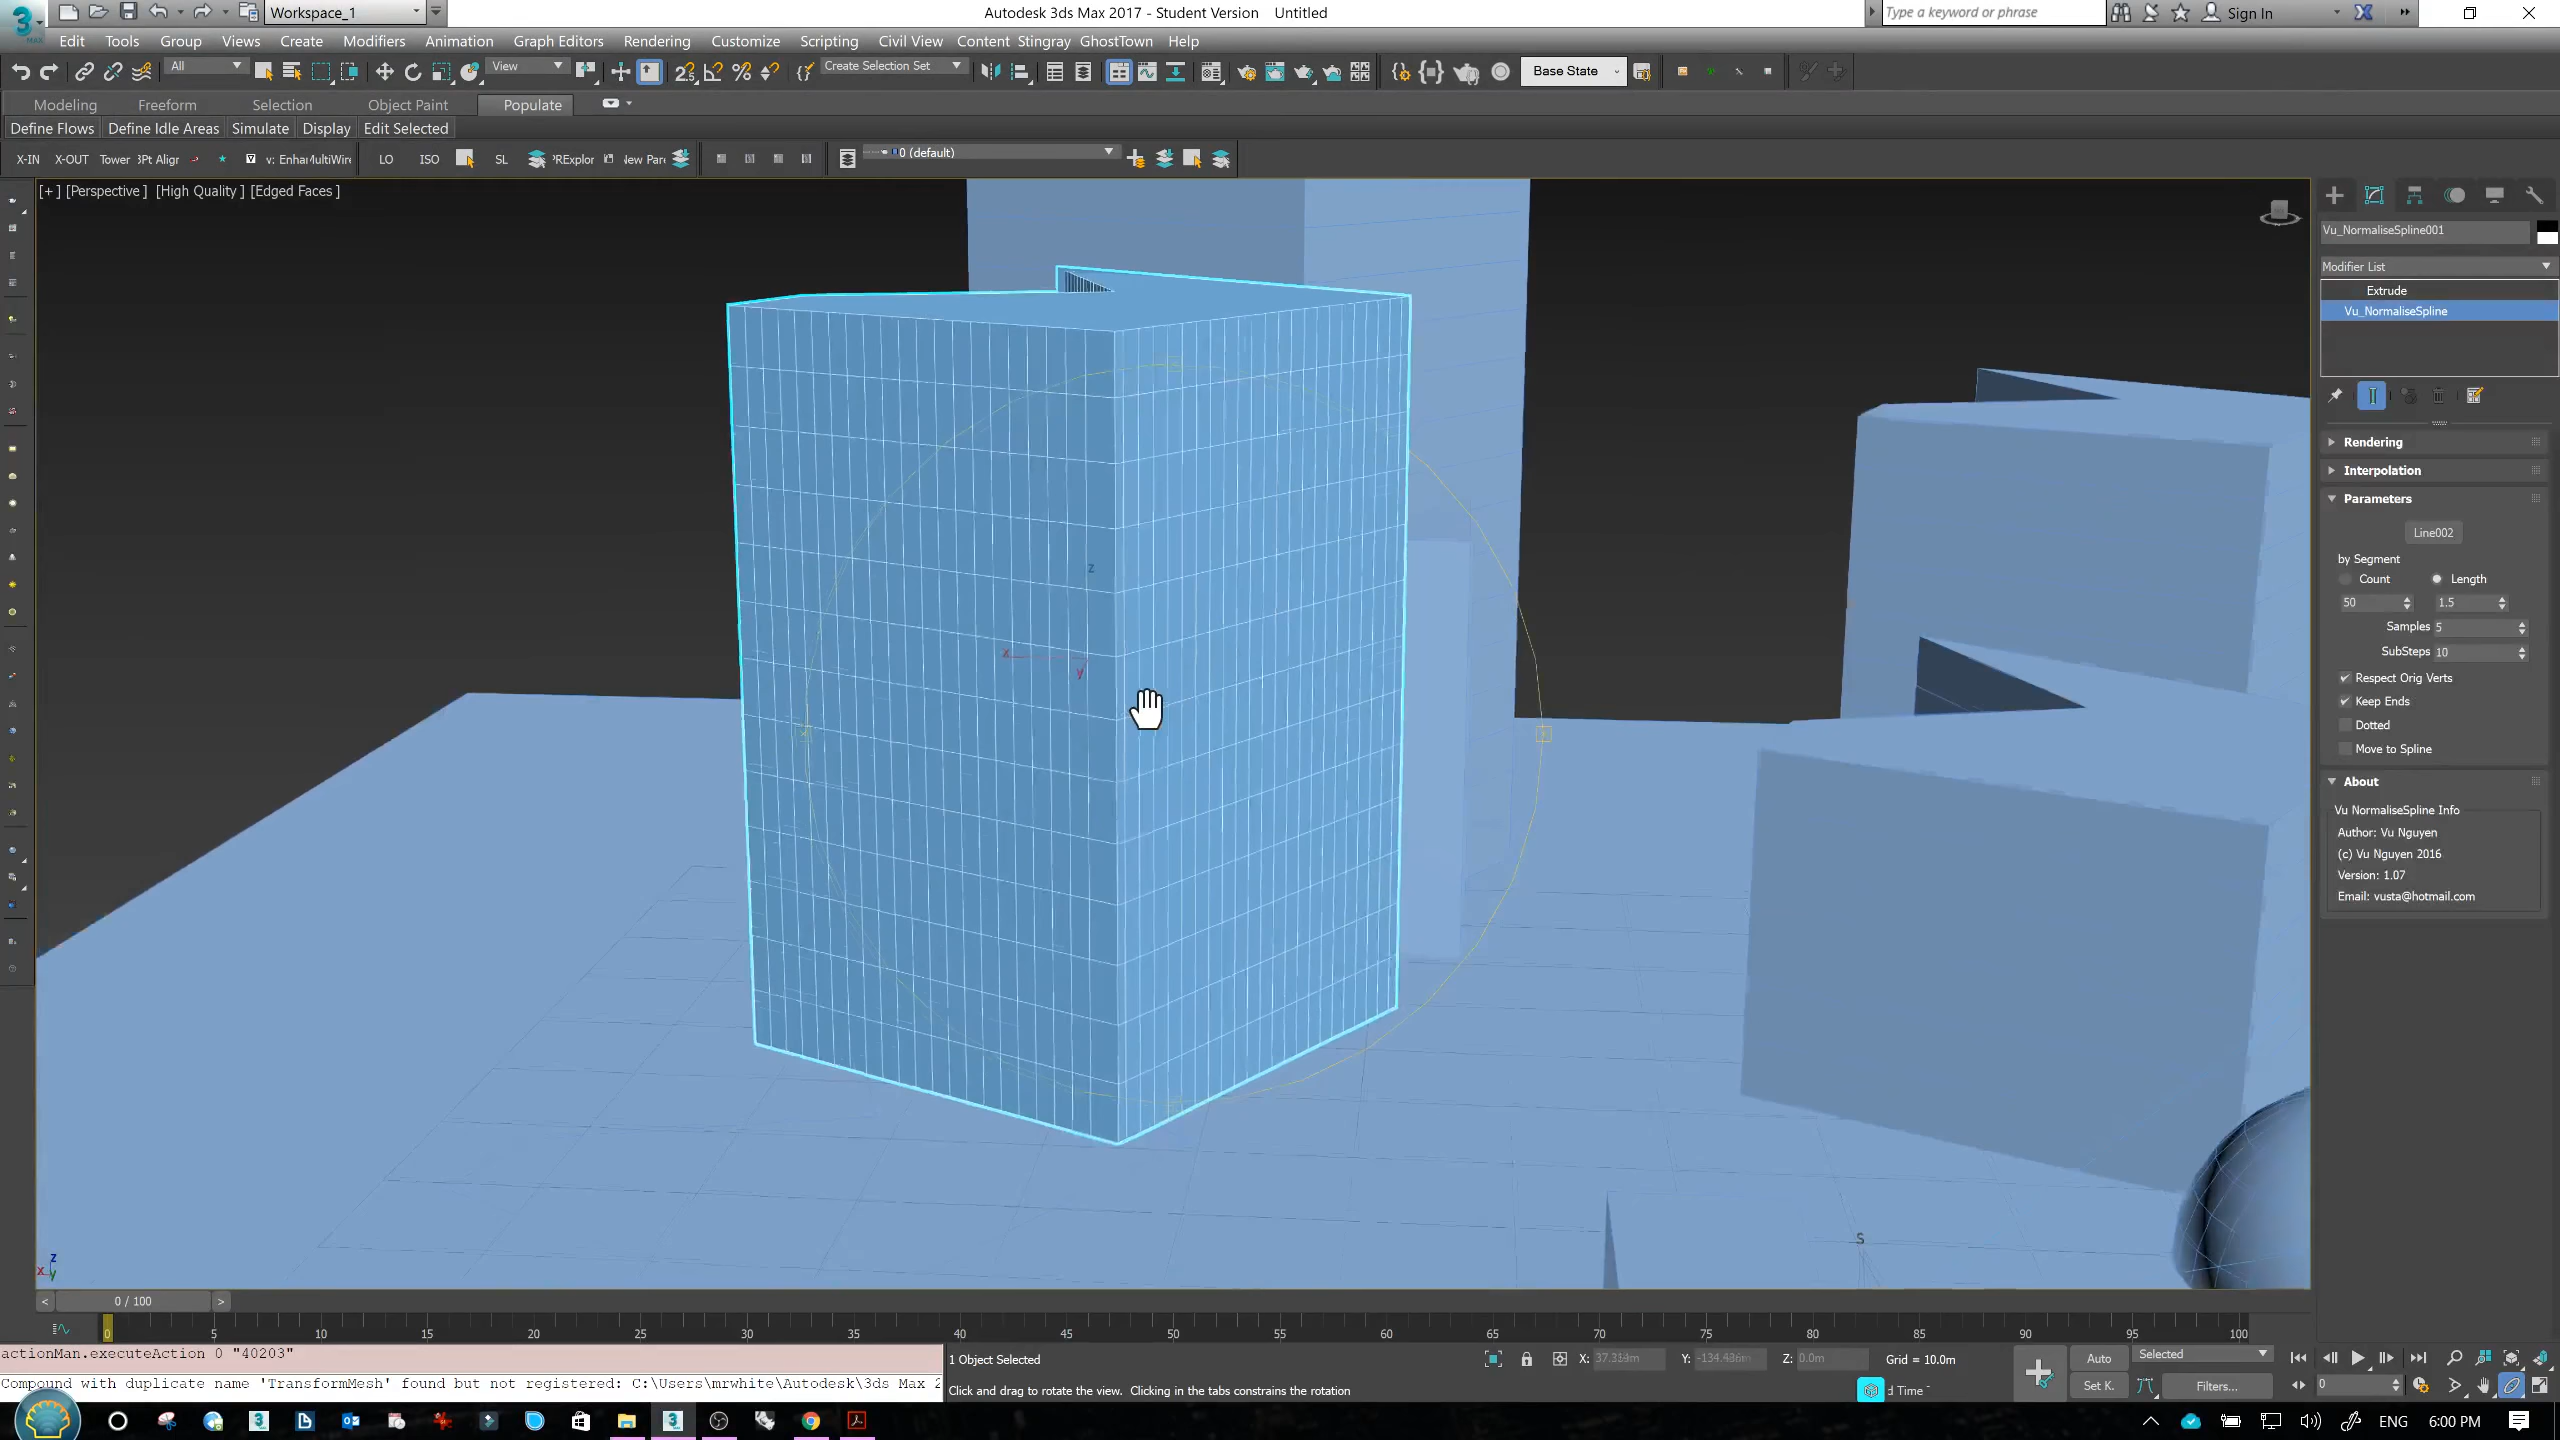 Workspace_1
Autodesk 3ds Max 2017 - Student Version Untitled
Type a keyword or phrase
Sign In
Edit Tools Group Views Create Modifiers Animation Graph Editors Rendering Customize Scripting Civil View Content Stingray GhostTown Help
All View Create Selection Set Base State
Modeling Freeform Selection Object Paint Populate
Define Flows Define Idle Areas Simulate Display Edit Selected
X-IN X-OUT Tower 3Pt Align LO ISO SL 0 (default)
[+] [Perspective] [High Quality] [Edged Faces]
Vu_NormaliseSpline001
Modifier List
Extrude
Vu_NormaliseSpline
Rendering
Interpolation
Parameters
Line002
by Segment
Count Length
50 1.5
Samples 5
SubSteps 10
Respect Orig Verts
Keep Ends
Dotted
Move to Spline
About
Vu NormaliseSpline Info
Author: Vu Nguyen
(c) Vu Nguyen 2016
Version: 1.07
Email: vusta@hotmail.com
z
x
y
S
z
x y
< 0 / 100 >
0 5 10 15 20 25 30 35 40 45 50 55 60 65 70 75 80 85 90 95 100
actionMan.executeAction 0 "40203"
1 Object Selected
X: Y: -134.486m Z: 0.0m Grid = 10.0m
Auto Selected
Compound with duplicate name 'TransformMesh' found but not registered: C:\Users\mrwhite\Autodesk\3ds Max 2
Click and drag to rotate the view. Clicking in the tabs constrains the rotation
d Time
Set K. Filters... 0
ENG 6:00 PM